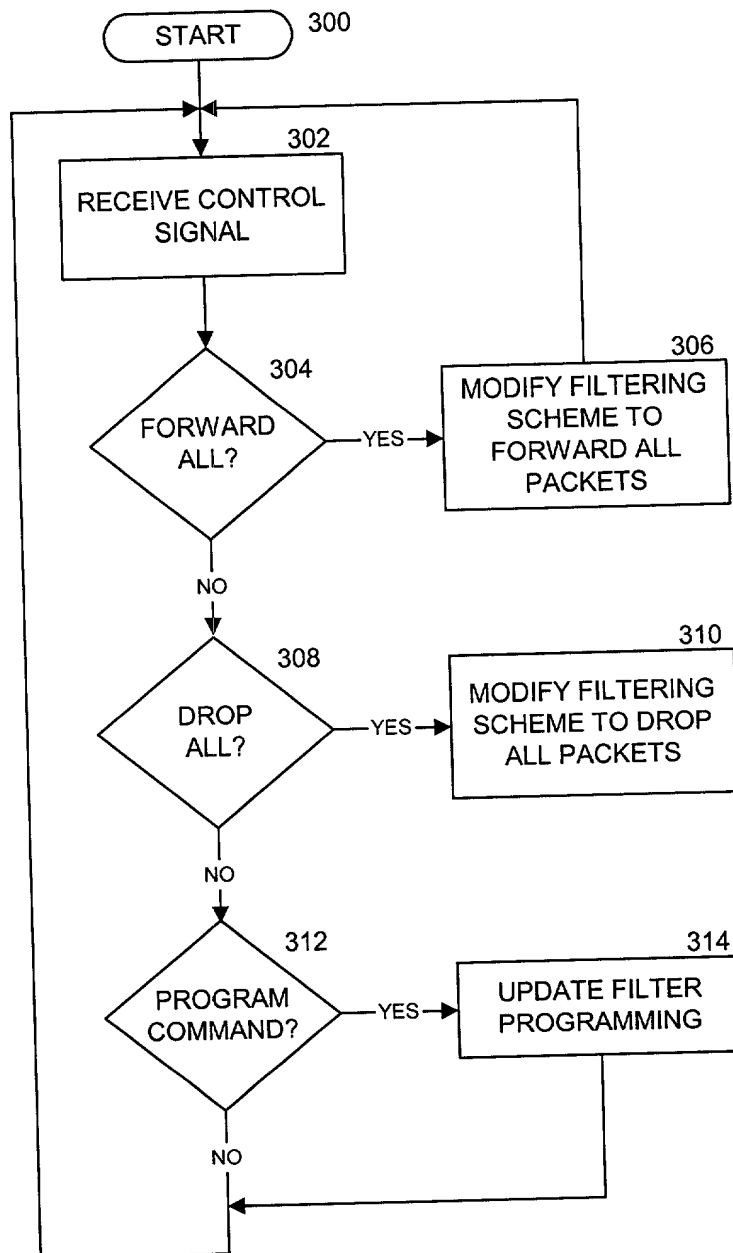 START
300
302
RECEIVE CONTROL
SIGNAL
304
FORWARD
ALL?
YES
306
MODIFY FILTERING
SCHEME TO
FORWARD ALL
PACKETS
NO
308
DROP
ALL?
YES
310
MODIFY FILTERING
SCHEME TO DROP
ALL PACKETS
NO
312
PROGRAM
COMMAND?
YES
314
UPDATE FILTER
PROGRAMMING
NO